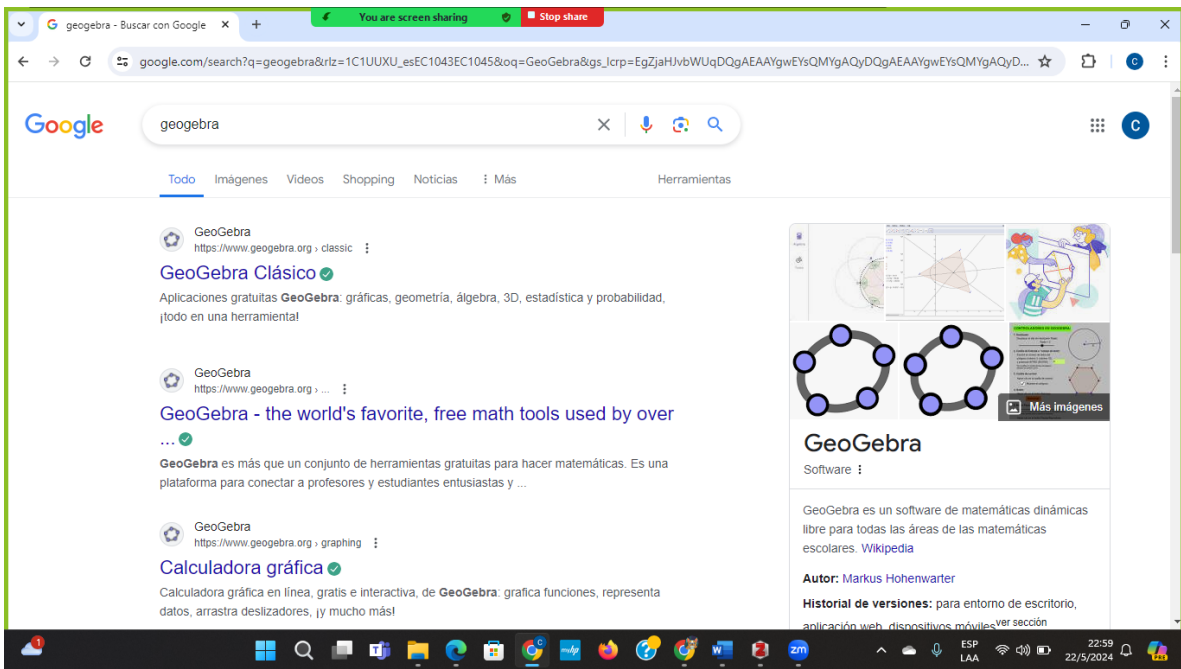 geogebra - Buscar con Google
You are screen sharing
Stop share
google.com/search?q=geogebra&rlz=1C1UUXU_esEC1043EC1045&oq=GeoGebra&gs_lcrp=EgZjaHJvbWUqDQgAEAAYgwEYsQMYgAQyDQgAEAAYgwEYsQMYgAQyD...
C
Google
geogebra
C
Todo Imágenes Videos Shopping Noticias Más Herramientas
GeoGebra
https://www.geogebra.org › classic
GeoGebra Clásico
Aplicaciones gratuitas GeoGebra: gráficas, geometría, álgebra, 3D, estadística y probabilidad,
¡todo en una herramienta!
GeoGebra
https://www.geogebra.org › ...
GeoGebra - the world's favorite, free math tools used by over
...
GeoGebra es más que un conjunto de herramientas gratuitas para hacer matemáticas. Es una
plataforma para conectar a profesores y estudiantes entusiastas y ...
GeoGebra
https://www.geogebra.org › graphing
Calculadora gráfica
Calculadora gráfica en línea, gratis e interactiva, de GeoGebra: grafica funciones, representa
datos, arrastra deslizadores, ¡y mucho más!
Más imágenes
GeoGebra
Software
GeoGebra es un software de matemáticas dinámicas
libre para todas las áreas de las matemáticas
escolares. Wikipedia
Autor: Markus Hohenwarter
Historial de versiones: para entorno de escritorio,
aplicación web, dispositivos móviles ver sección
1
zm
ESP
LAA
22:59
22/5/2024
PRE